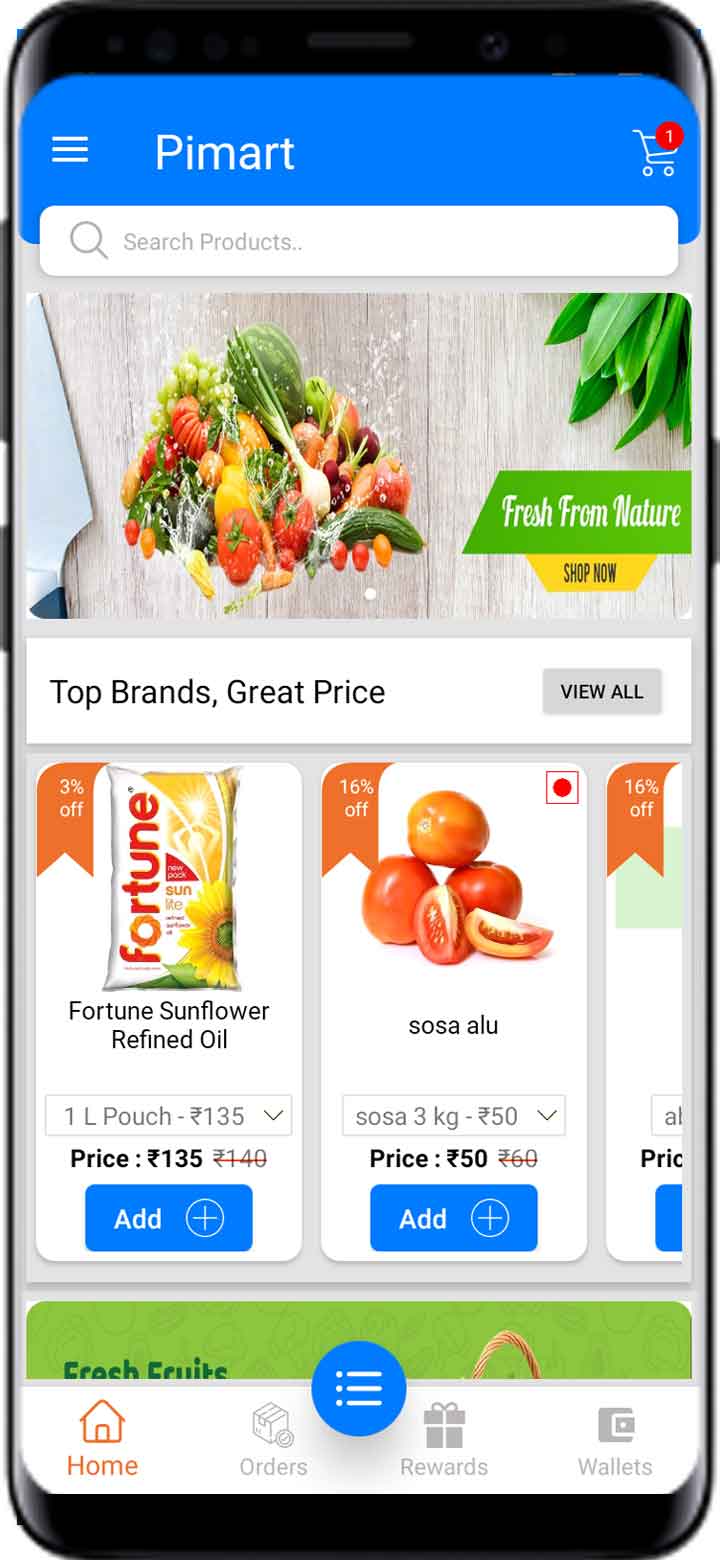 Pimart
1
Search Products..
Fresh From Nature
SHOP NOW
Top Brands, Great Price
VIEW ALL
3%
off
fortune
new
pack
sun
lite
refined
sunflower
oil
Fortune Sunflower
Refined Oil
1 L Pouch - ₹135
Price : ₹135 ₹140
Add
16%
off
sosa alu
sosa 3 kg - ₹50
Price : ₹50 ₹60
Add
16%
off
Fresh Fruits
Home
Orders
Rewards
Wallets